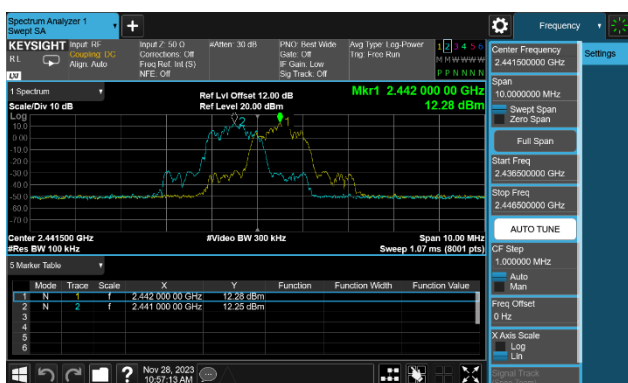 Spectrum Analyzer 1
Swept SA
Frequency
KEYSIGHT
Input: RF
Input Z: 50 Ω
#Atten: 30 dB
PNO: Best Wide
Avg Type: Log-Power
1 2 3 4 5 6
RL
Coupling: DC
Corrections: Off
Gate: Off
Trig: Free Run
M M W W W W
Align: Auto
Freq Ref: Int (S)
IF Gain: Low
P P N N N N
NFE: Off
Sig Track: Off
LV
Center Frequency
2.441500000 GHz
Settings
Span
10.0000000 MHz
Swept Span
Zero Span
Full Span
Start Freq
2.436500000 GHz
Stop Freq
2.446500000 GHz
AUTO TUNE
CF Step
1.000000 MHz
Auto
Man
Freq Offset
0 Hz
X Axis Scale
Log
Lin
Signal Track
1 Spectrum
Ref Lvl Offset 12.00 dB
Mkr1 2.442 000 00 GHz
Scale/Div 10 dB
Ref Level 20.00 dBm
12.28 dBm
Log
10.0
0.00
-10.0
-20.0
-30.0
-40.0
-50.0
-60.0
-70.0
2
1
Center 2.441500 GHz
#Video BW 300 kHz
Span 10.00 MHz
#Res BW 100 kHz
Sweep 1.07 ms (8001 pts)
5 Marker Table
Mode Trace Scale X Y Function Function Width Function Value
1 N 1 f 2.442 000 00 GHz 12.28 dBm
2 N 2 f 2.441 000 00 GHz 12.25 dBm
3
4
5
6
?
Nov 28, 2023
10:57:13 AM